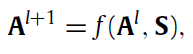 A^{l+1} = f(A^l, S),